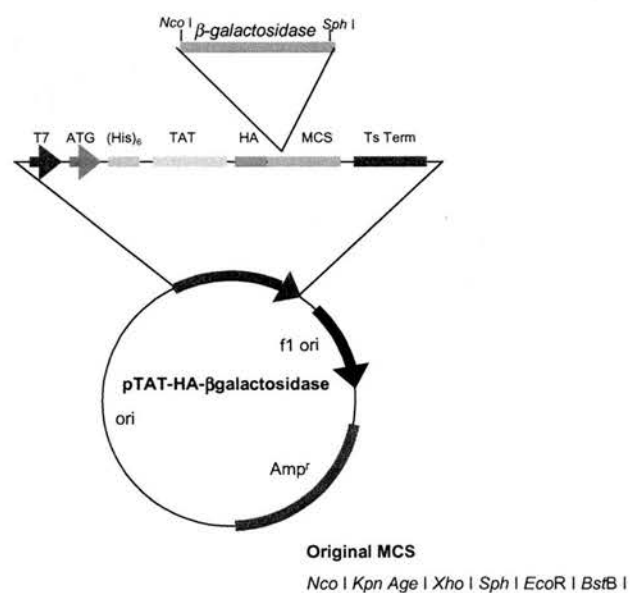 Nco I β-galactosidase Sph I
T7 ATG (His)₆ TAT HA MCS Ts Term
f1 ori
pTAT-HA-βgalactosidase
ori
Ampʳ
Original MCS
Nco I Kpn Age I Xho I Sph I EcoR I BstB I